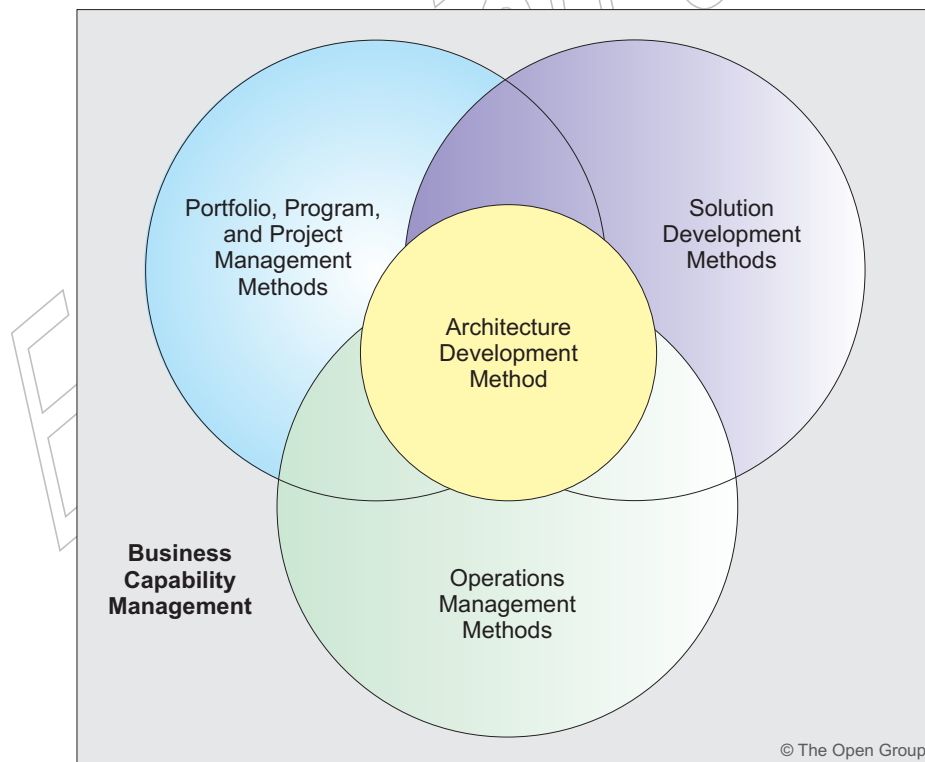 Portfolio, Program,
and Project
Management
Methods
Solution
Development
Methods
Architecture
Development
Method
Business
Capability
Management
Operations
Management
Methods
© The Open Group